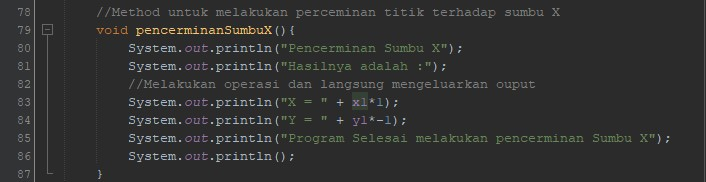 78 //Method untuk melakukan perceminan titik terhadap sumbu X
79 void pencerminanSumbuX(){
80 System.out.println("Pencerminan Sumbu X");
81 System.out.println("Hasilnya adalah :");
82 //Melakukan operasi dan langsung mengeluarkan ouput
83 System.out.println("X = " + x1*1);
84 System.out.println("Y = " + y1*-1);
85 System.out.println("Program Selesai melakukan pencerminan Sumbu X");
86 System.out.println();
87 }